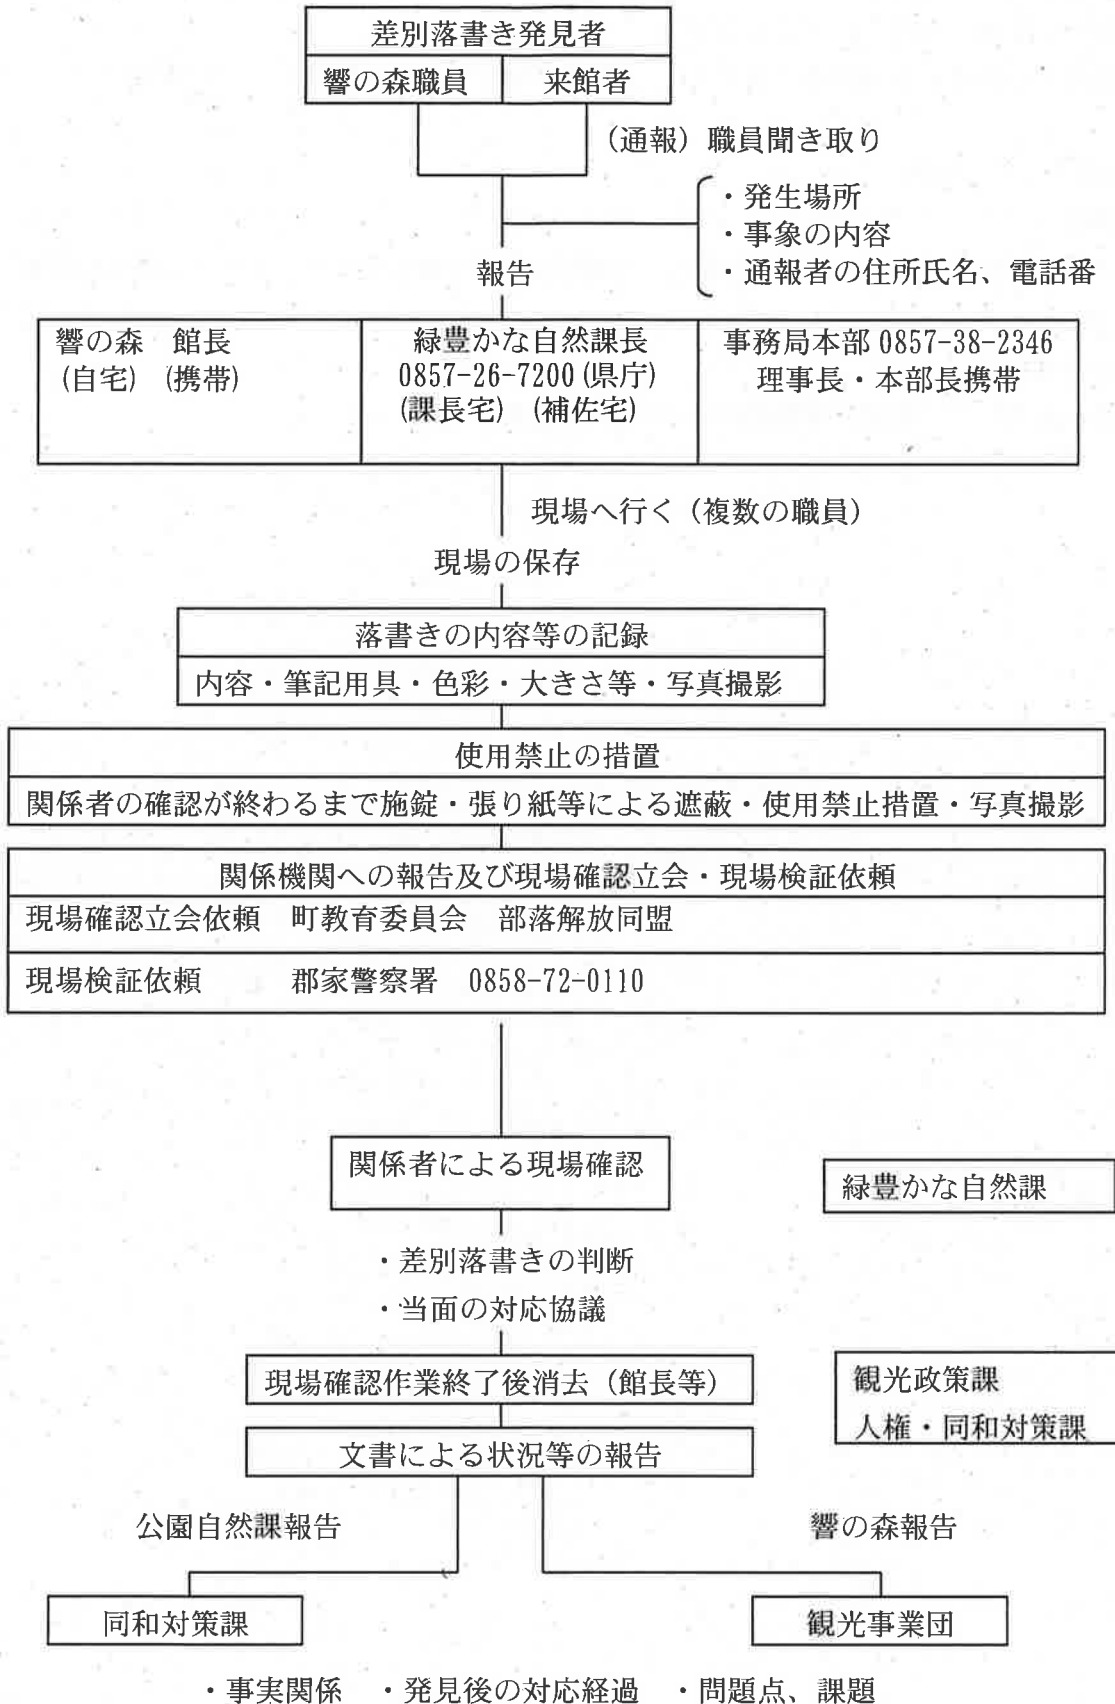 差別落書き発見者
響の森職員 来館者
（通報）職員聞き取り
・発生場所
・事象の内容
・通報者の住所氏名、電話番
報告
響の森　館長
(自宅)　(携帯)
緑豊かな自然課長
0857-26-7200 (県庁)
(課長宅)　(補佐宅)
事務局本部 0857-38-2346
理事長・本部長携帯
現場へ行く（複数の職員）
現場の保存
落書きの内容等の記録
内容・筆記用具・色彩・大きさ等・写真撮影
使用禁止の措置
関係者の確認が終わるまで施錠・張り紙等による遮蔽・使用禁止措置・写真撮影
関係機関への報告及び現場確認立会・現場検証依頼
現場確認立会依頼　町教育委員会　部落解放同盟
現場検証依頼　郡家警察署　0858-72-0110
関係者による現場確認
緑豊かな自然課
・差別落書きの判断
・当面の対応協議
現場確認作業終了後消去（館長等）
観光政策課
人権・同和対策課
文書による状況等の報告
公園自然課報告
響の森報告
同和対策課
観光事業団
・事実関係　・発見後の対応経過　・問題点、課題